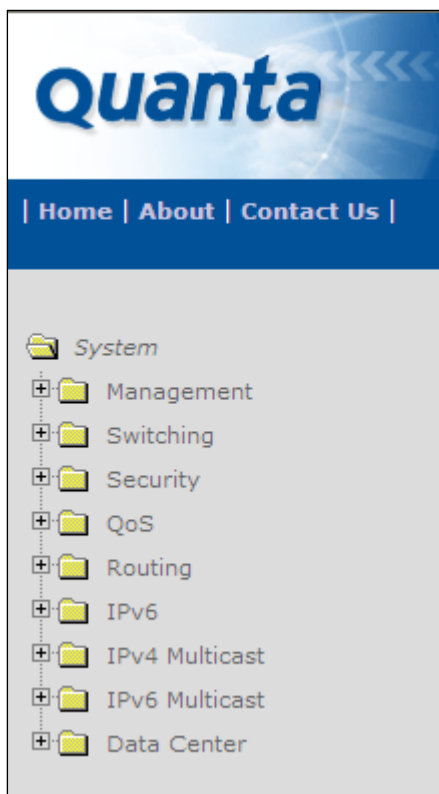 Quanta
| Home | About | Contact Us |
System
Management
Switching
Security
QoS
Routing
IPv6
IPv4 Multicast
IPv6 Multicast
Data Center